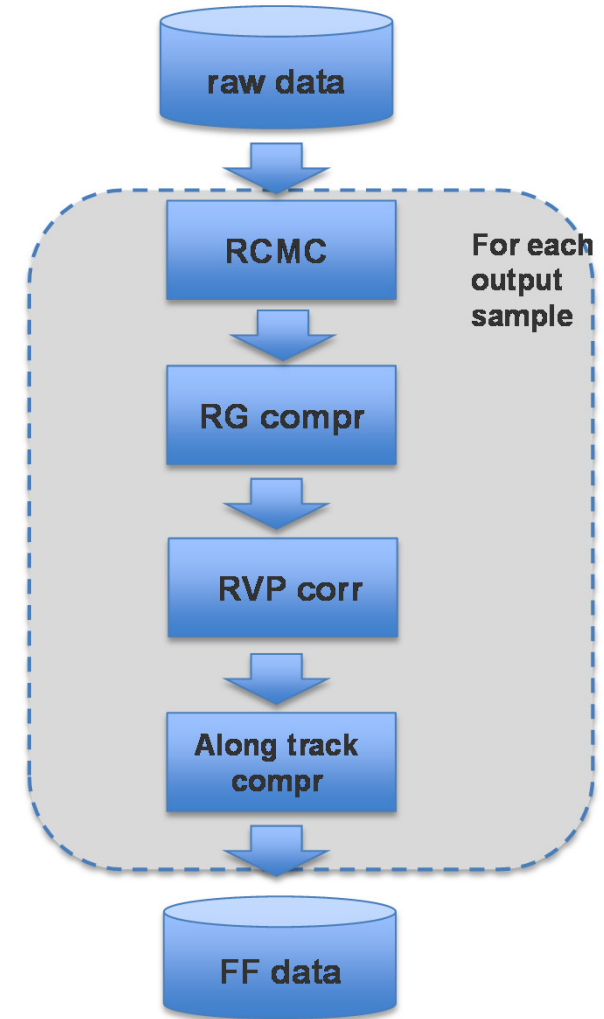 raw data
RCMC
For each
output
sample
RG compr
RVP corr
Along track
compr
FF data